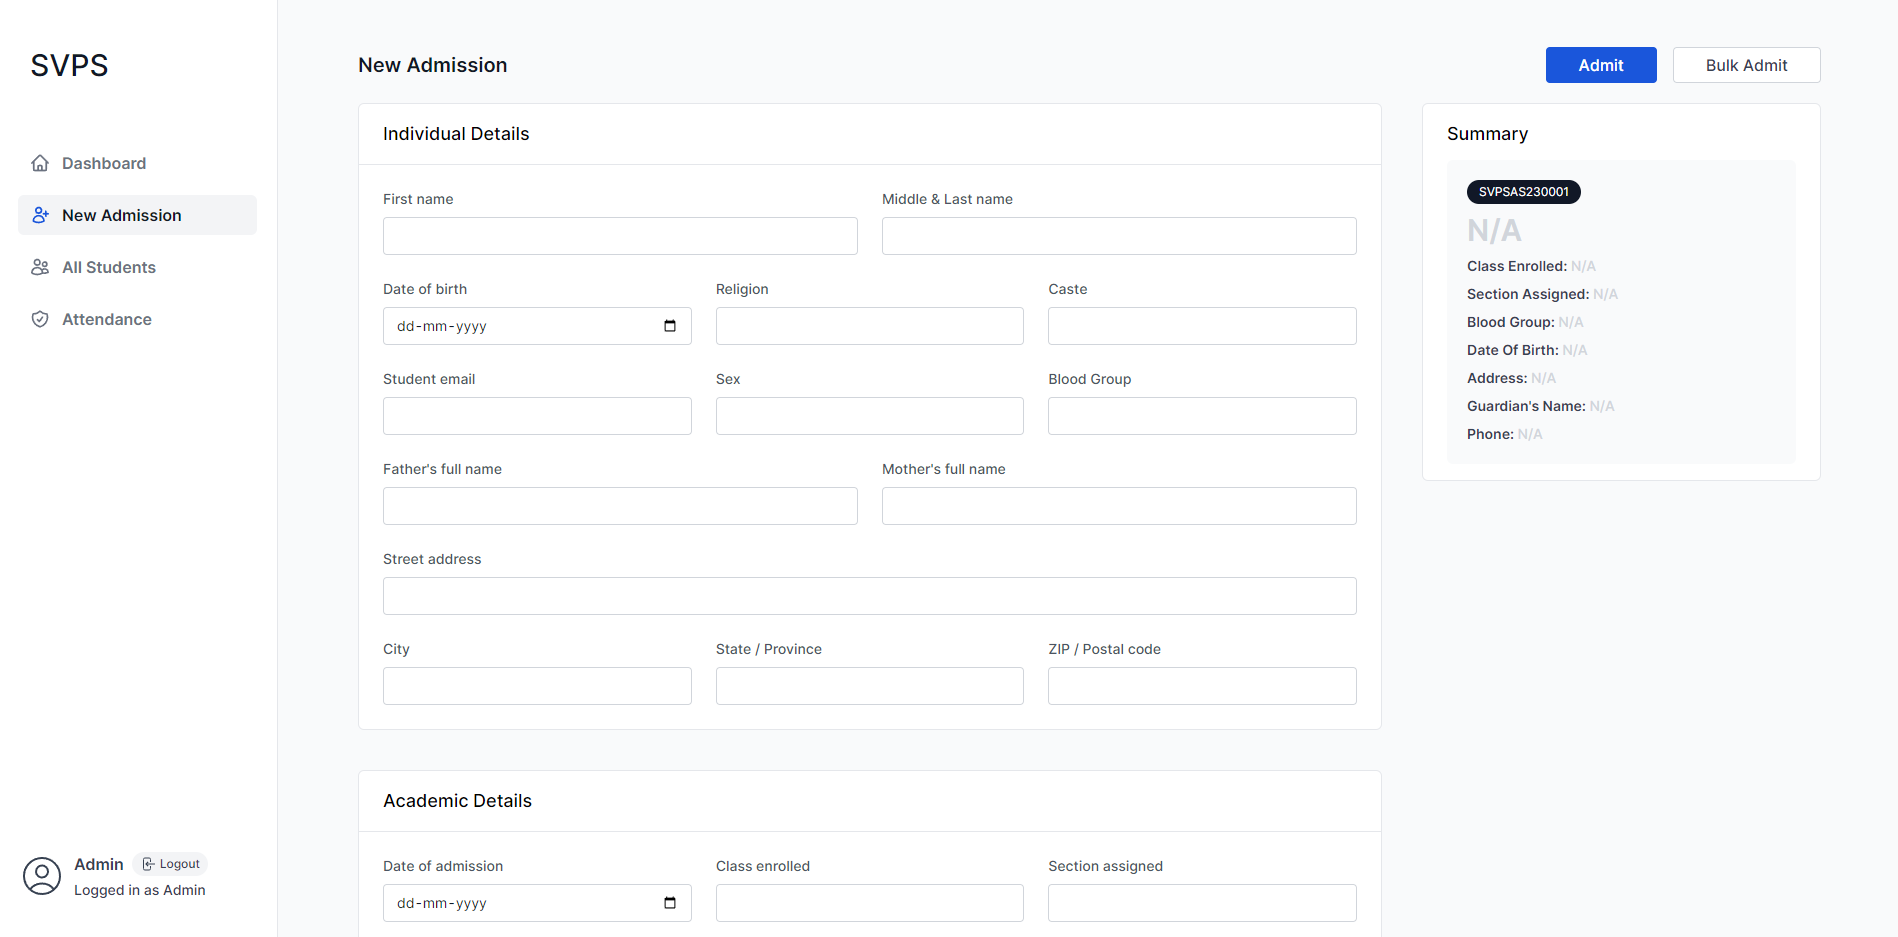 SVPS
Dashboard
New Admission
All Students
Attendance
Admin
Logout
Logged in as Admin
New Admission
Admit
Bulk Admit
Individual Details
First name
Middle & Last name
Date of birth
Religion
Caste
dd-mm-yyyy
Student email
Sex
Blood Group
Father's full name
Mother's full name
Street address
City
State / Province
ZIP / Postal code
Academic Details
Date of admission
Class enrolled
Section assigned
dd-mm-yyyy
Summary
SVPSAS230001
N/A
Class Enrolled: N/A
Section Assigned: N/A
Blood Group: N/A
Date Of Birth: N/A
Address: N/A
Guardian's Name: N/A
Phone: N/A